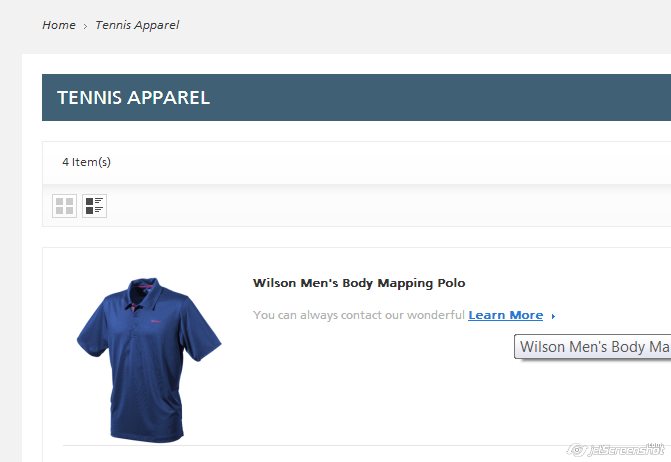 Home › Tennis Apparel
TENNIS APPAREL
4 Item(s)
Wilson Men's Body Mapping Polo
You can always contact our wonderful Learn More
Wilson Men's Body Ma
jetScreenshot.com